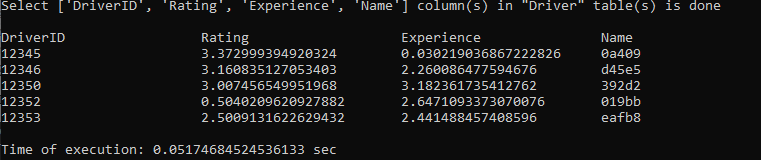 Select ['DriverID', 'Rating', 'Experience', 'Name'] column(s) in "Driver" table(s) is done
DriverID Rating Experience Name
12345 3.372999394920324 0.030219036867222826 0a409
12346 3.160835127053403 2.260086477594676 d45e5
12350 3.007456549951968 3.182361735412762 392d2
12352 0.5040209620927882 2.6471093373070076 019bb
12353 2.5009131622629432 2.441488457408596 eafb8
Time of execution: 0.05174684524536133 sec